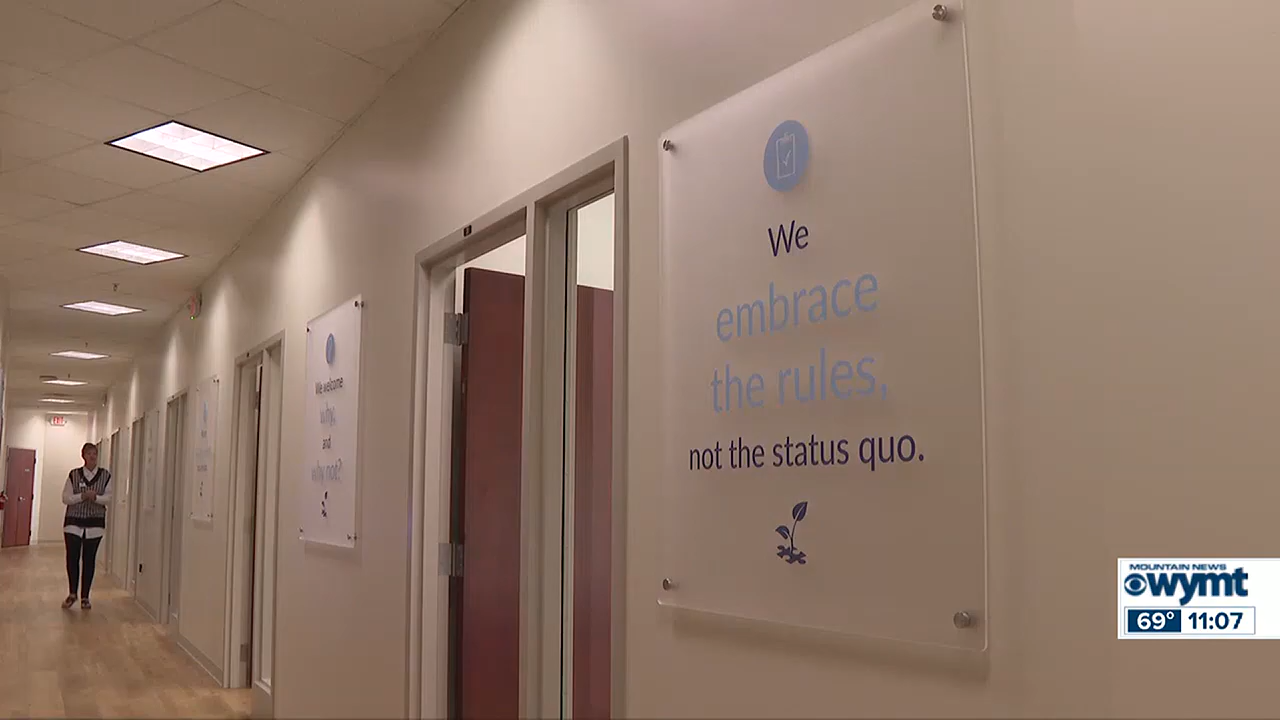 We
embrace
the rules,
not the status quo.
We welcome
why,
and
why not?
EXIT
MOUNTAIN NEWS
wymt
69° 11:07